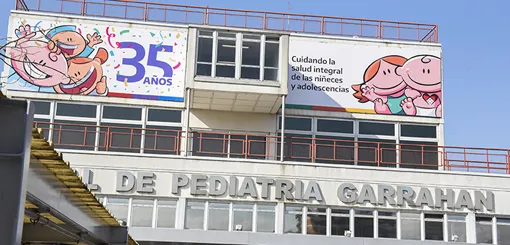 35
AÑOS
Cuidando la
salud integral
de las niñeces
y adolescencias
L DE PEDIATRIA GARRAHAN